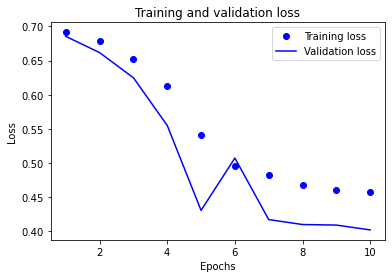 Training and validation loss
Training loss
Validation loss
0.70
0.65
0.60
0.55
0.50
0.45
0.40
Loss
2
4
6
8
10
Epochs